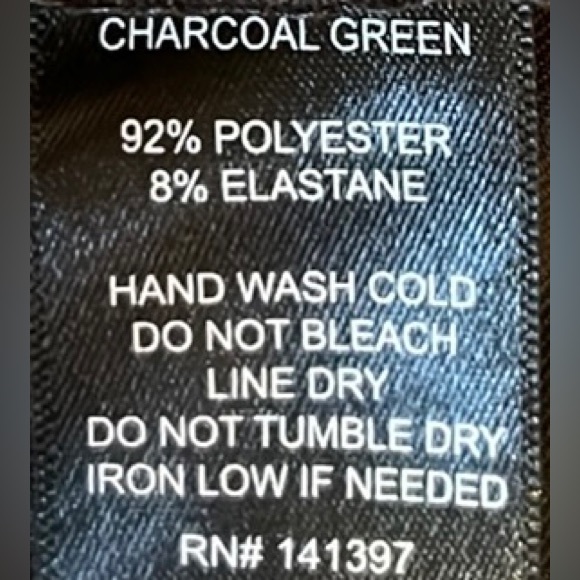 CHARCOAL GREEN
92% POLYESTER
8% ELASTANE
HAND WASH COLD
DO NOT BLEACH
LINE DRY
DO NOT TUMBLE DRY
IRON LOW IF NEEDED
RN# 141397